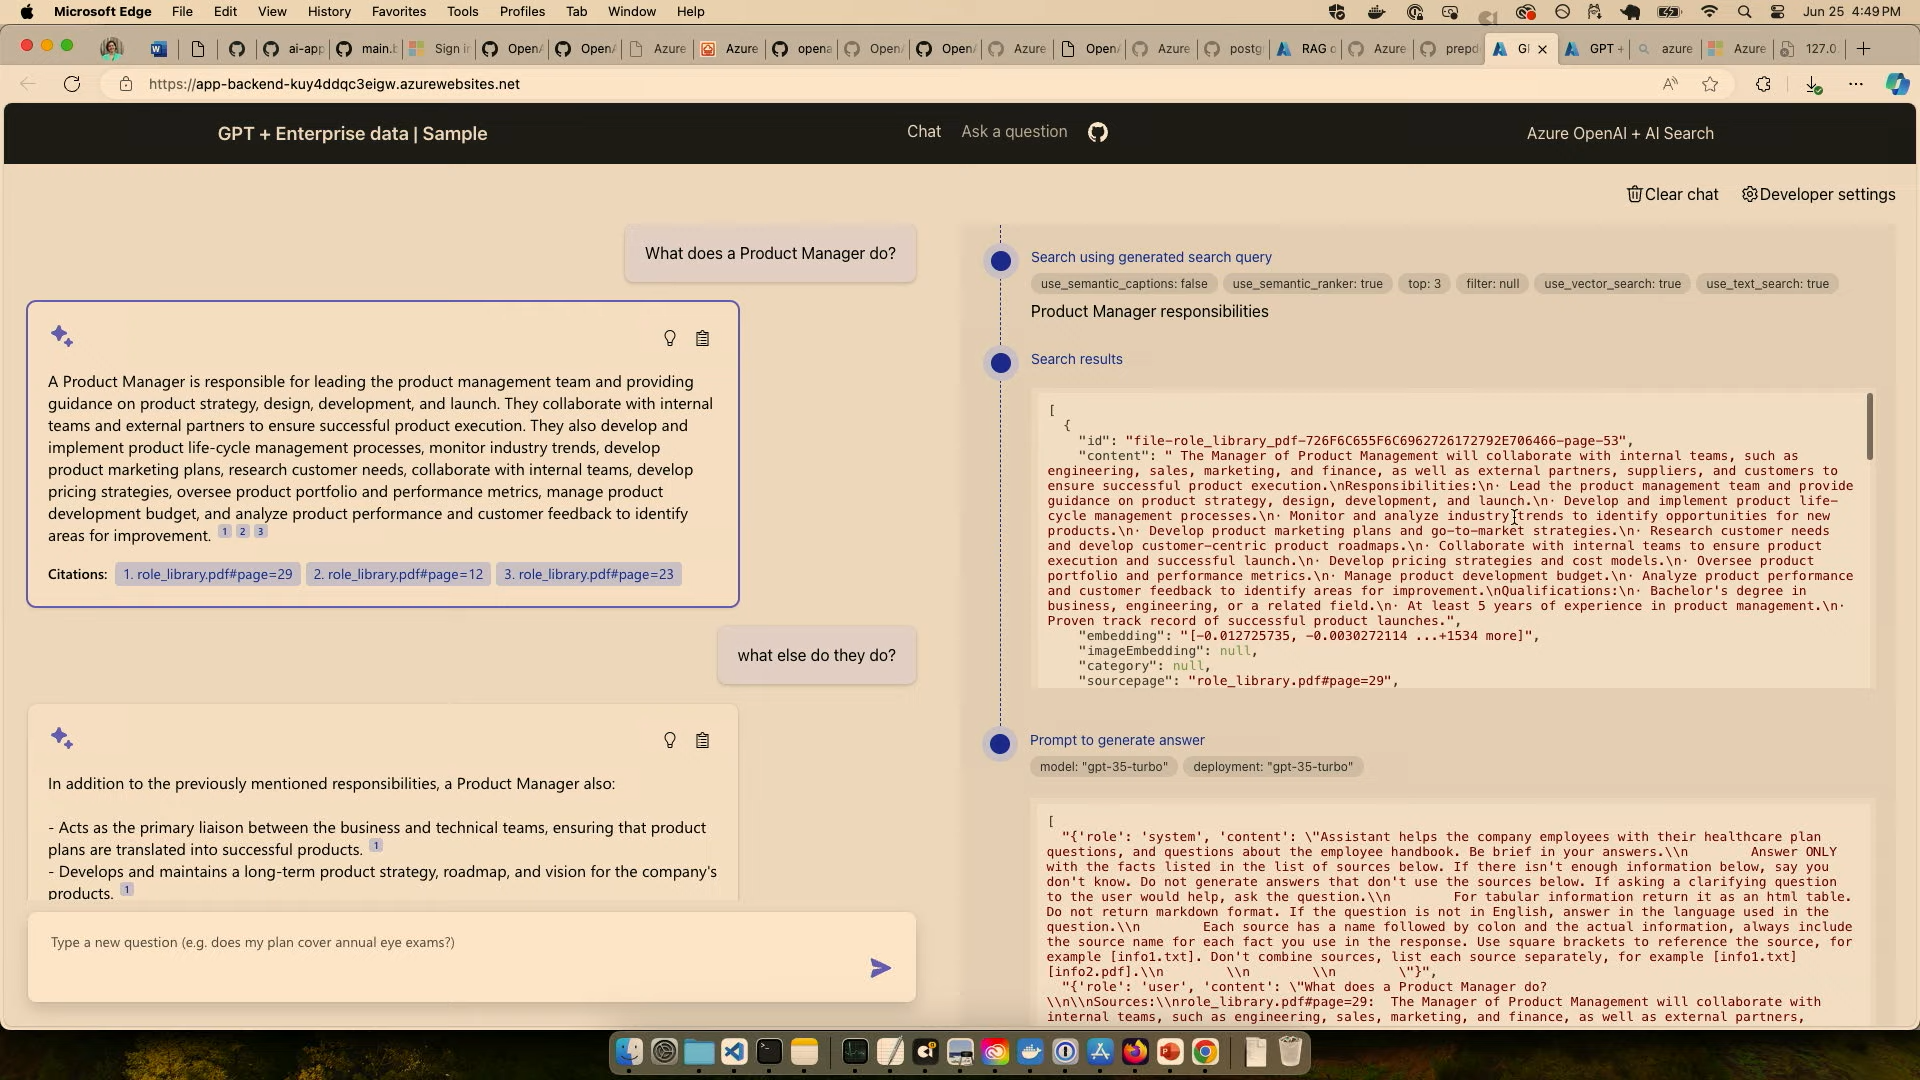 Microsoft Edge File Edit View History Favorites Tools Profiles Tab Window Help Jun 25 4:49 PM
ai-app main.b Sign in OpenA OpenA Azure Azure opena OpenA OpenA Azure OpenA Azure postg RAG o Azure prepd GI GPT + azure Azure 127.0.
https://app-backend-kuy4ddqc3eigw.azurewebsites.net
GPT + Enterprise data | Sample
Chat Ask a question
Azure OpenAI + AI Search
Clear chat Developer settings
What does a Product Manager do?
A Product Manager is responsible for leading the product management team and providing
guidance on product strategy, design, development, and launch. They collaborate with internal
teams and external partners to ensure successful product execution. They also develop and
implement product life-cycle management processes, monitor industry trends, develop
product marketing plans, research customer needs, collaborate with internal teams, develop
pricing strategies, oversee product portfolio and performance metrics, manage product
development budget, and analyze product performance and customer feedback to identify
areas for improvement. 1 2 3
Citations: 1. role_library.pdf#page=29 2. role_library.pdf#page=12 3. role_library.pdf#page=23
what else do they do?
In addition to the previously mentioned responsibilities, a Product Manager also:
- Acts as the primary liaison between the business and technical teams, ensuring that product
plans are translated into successful products. 1
- Develops and maintains a long-term product strategy, roadmap, and vision for the company's
products. 1
Type a new question (e.g. does my plan cover annual eye exams?)
Search using generated search query
use_semantic_captions: false use_semantic_ranker: true top: 3 filter: null use_vector_search: true use_text_search: true
Product Manager responsibilities
Search results
[
{
"id": "file-role_library_pdf-726F6C655F6C6962726172792E706466-page-53",
"content": " The Manager of Product Management will collaborate with internal teams, such as
engineering, sales, marketing, and finance, as well as external partners, suppliers, and customers to
ensure successful product execution.\nResponsibilities:\n· Lead the product management team and provide
guidance on product strategy, design, development, and launch.\n· Develop and implement product life-
cycle management processes.\n· Monitor and analyze industry trends to identify opportunities for new
products.\n· Develop product marketing plans and go-to-market strategies.\n· Research customer needs
and develop customer-centric product roadmaps.\n· Collaborate with internal teams to ensure product
execution and successful launch.\n· Develop pricing strategies and cost models.\n· Oversee product
portfolio and performance metrics.\n· Manage product development budget.\n· Analyze product performance
and customer feedback to identify areas for improvement.\nQualifications:\n· Bachelor's degree in
business, engineering, or a related field.\n· At least 5 years of experience in product management.\n·
Proven track record of successful product launches.",
"embedding": "[-0.012725735, -0.0030272114 ...+1534 more]",
"imageEmbedding": null,
"category": null,
"sourcepage": "role_library.pdf#page=29",
Prompt to generate answer
model: "gpt-35-turbo" deployment: "gpt-35-turbo"
[
"{'role': 'system', 'content': \"Assistant helps the company employees with their healthcare plan
questions, and questions about the employee handbook. Be brief in your answers.\\n Answer ONLY
with the facts listed in the list of sources below. If there isn't enough information below, say you
don't know. Do not generate answers that don't use the sources below. If asking a clarifying question
to the user would help, ask the question.\\n For tabular information return it as an html table.
Do not return markdown format. If the question is not in English, answer in the language used in the
question.\\n Each source has a name followed by colon and the actual information, always include
the source name for each fact you use in the response. Use square brackets to reference the source, for
example [info1.txt]. Don't combine sources, list each source separately, for example [info1.txt]
[info2.pdf].\\n \\n \\n \"}",
"{'role': 'user', 'content': \"What does a Product Manager do?
\\n\\nSources:\\nrole_library.pdf#page=29: The Manager of Product Management will collaborate with
internal teams, such as engineering, sales, marketing, and finance, as well as external partners,